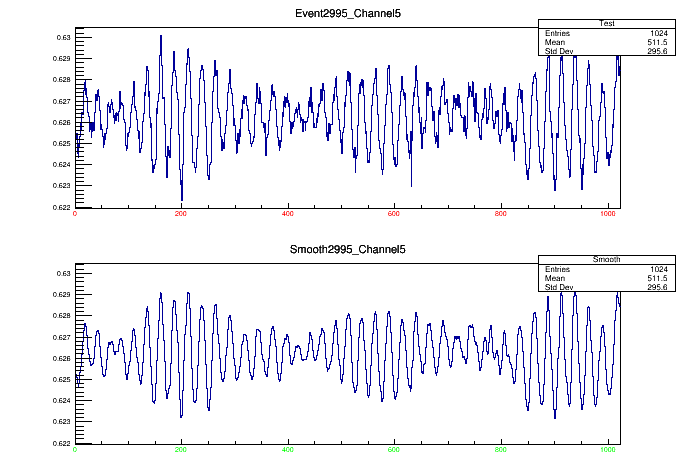 Event2995_Channel5
Test
Entries 1024
Mean 511.5
Std Dev 295.6
0.63
0.629
0.628
0.627
0.626
0.625
0.624
0.623
0.622
0 200 400 600 800 1000
Smooth2995_Channel5
Smooth
Entries 1024
Mean 511.5
Std Dev 295.6
0.63
0.629
0.628
0.627
0.626
0.625
0.624
0.623
0.622
0 200 400 600 800 1000